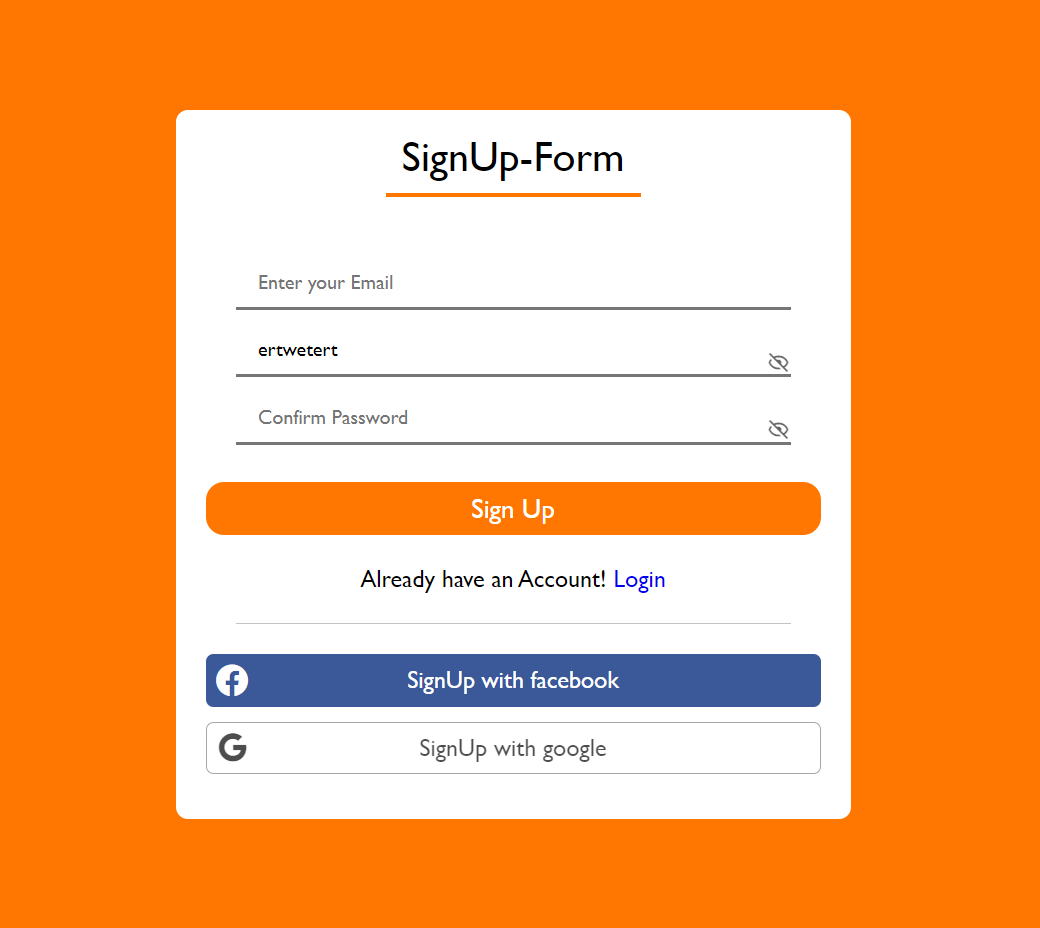 SignUp-Form
Enter your Email
ertwetert
Confirm Password
Sign Up
Already have an Account! Login
SignUp with facebook
SignUp with google